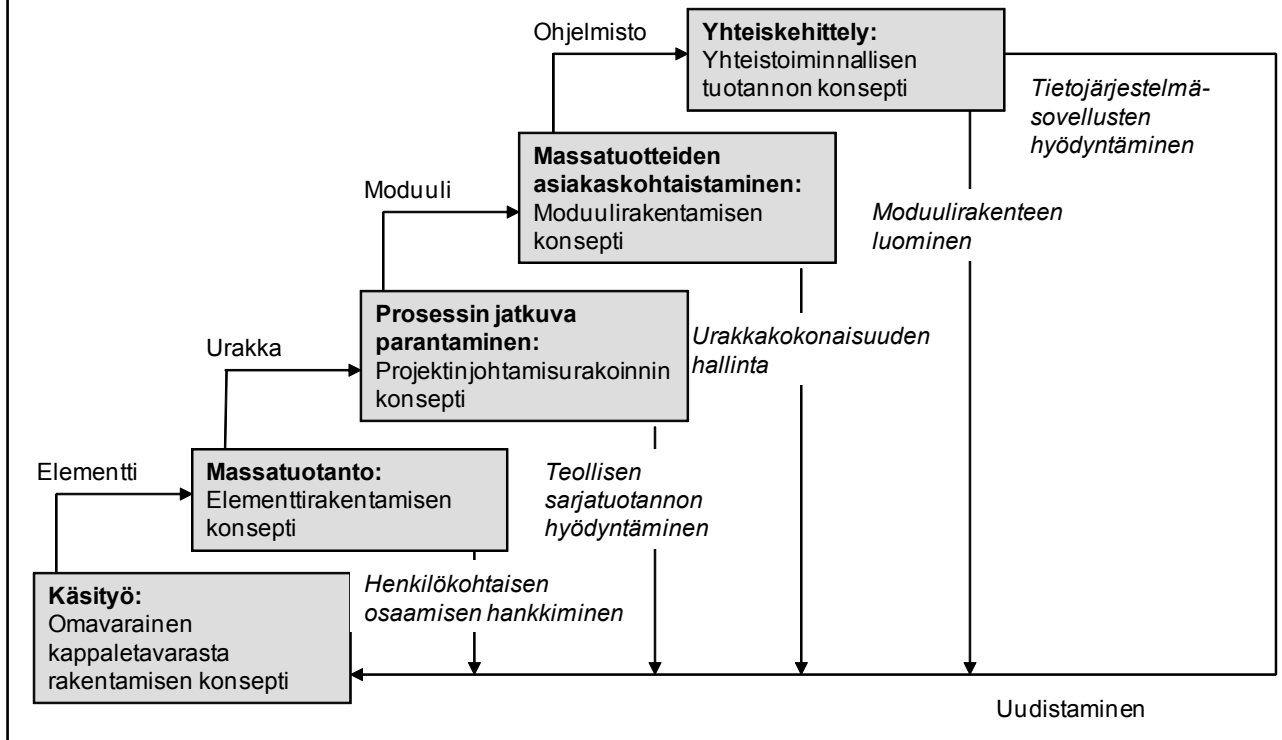 Ohjelmisto
Yhteiskehittely:
Yhteistoiminnallisen
tuotannon konsepti
Tietojärjestelmä-
sovellusten
hyödyntäminen
Massatuotteiden
asiakaskohtaistaminen:
Moduulirakentamisen
konsepti
Moduuli
Moduulirakenteen
luominen
Prosessin jatkuva
parantaminen:
Projektinjohtamisurakoinnin
konsepti
Urakka
Urakkakokonaisuuden
hallinta
Elementti
Massatuotanto:
Elementtirakentamisen
konsepti
Teollisen
sarjatuotannon
hyödyntäminen
Käsityö:
Omavarainen
kappaletavarasta
rakentamisen konsepti
Henkilökohtaisen
osaamisen hankkiminen
Uudistaminen